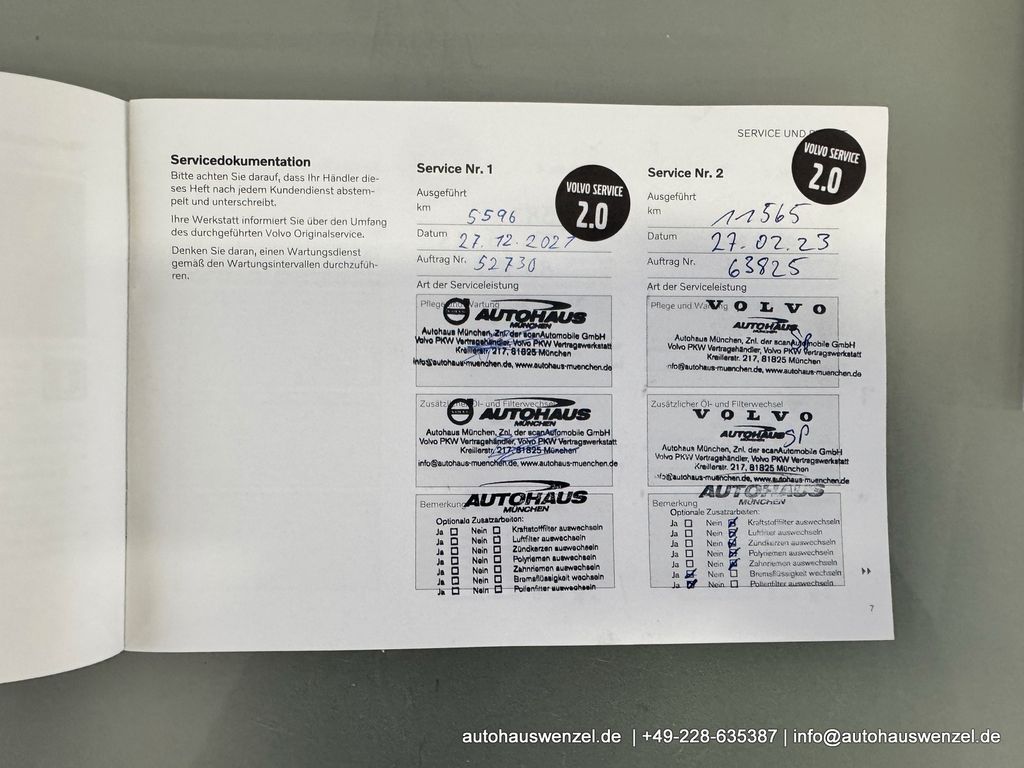 SERVICE UND
Servicedokumentation
Bitte achten Sie darauf, dass Ihr Händler die-
ses Heft nach jedem Kundendienst abstem-
pelt und unterschreibt.
Ihre Werkstatt informiert Sie über den Umfang
des durchgeführten Volvo Originalservice.
Denken Sie daran, einen Wartungsdienst
gemäß den Wartungsintervallen durchzufüh-
ren.
Service Nr. 1
VOLVO SERVICE
2.0
Ausgeführt
km 5596
Datum 27.12.2021
Auftrag Nr. 52730
Art der Serviceleistung
Pflege und Wartung
AUTOHAUS
MÜNCHEN
Autohaus München, Znl. der scanAutomobile GmbH
Volvo PKW Vertragshändler, Volvo PKW Vertragswerkstatt
Kreillerstr. 217, 81825 München
info@autohaus-muenchen.de, www.autohaus-muenchen.de
Zusätzlicher Öl- und Filterwechsel
AUTOHAUS
MÜNCHEN
Autohaus München, Znl. der scanAutomobile GmbH
Volvo PKW Vertragshändler, Volvo PKW Vertragswerkstatt
Kreillerstr. 217, 81825 München
info@autohaus-muenchen.de, www.autohaus-muenchen.de
Bemerkung
AUTOHAUS
MÜNCHEN
Optionale Zusatzarbeiten:
Ja Nein Kraftstofffilter auswechseln
Ja Nein Luftfilter auswechseln
Ja Nein Zündkerzen auswechseln
Ja Nein Polyriemen auswechseln
Ja Nein Zahnriemen auswechseln
Ja Nein Bremsflüssigkeit wechseln
Ja Nein Pollenfilter auswechseln
Service Nr. 2
VOLVO SERVICE
2.0
Ausgeführt
km 11565
Datum 27.02.23
Auftrag Nr. 63825
Art der Serviceleistung
Pflege und Wartung
VOLVO
AUTOHAUS
MÜNCHEN
Autohaus München, Znl. der scanAutomobile GmbH
Volvo PKW Vertragshändler, Volvo PKW Vertragswerkstatt
Kreillerstr. 217, 81825 München
info@autohaus-muenchen.de, www.autohaus-muenchen.de
Zusätzlicher Öl- und Filterwechsel
VOLVO
AUTOHAUS SP
MÜNCHEN
Autohaus München, Znl. der scanAutomobile GmbH
Volvo PKW Vertragshändler, Volvo PKW Vertragswerkstatt
Kreillerstr. 217, 81825 München
info@autohaus-muenchen.de, www.autohaus-muenchen.de
Bemerkung
AUTOHAUS
MÜNCHEN
Optionale Zusatzarbeiten:
Ja Nein Kraftstofffilter auswechseln
Ja Nein Luftfilter auswechseln
Ja Nein Zündkerzen auswechseln
Ja Nein Polyriemen auswechseln
Ja Nein Zahnriemen auswechseln
Ja Nein Bremsflüssigkeit wechseln
Ja Nein Pollenfilter auswechseln
7
autohauswenzel.de | +49-228-635387 | info@autohauswenzel.de